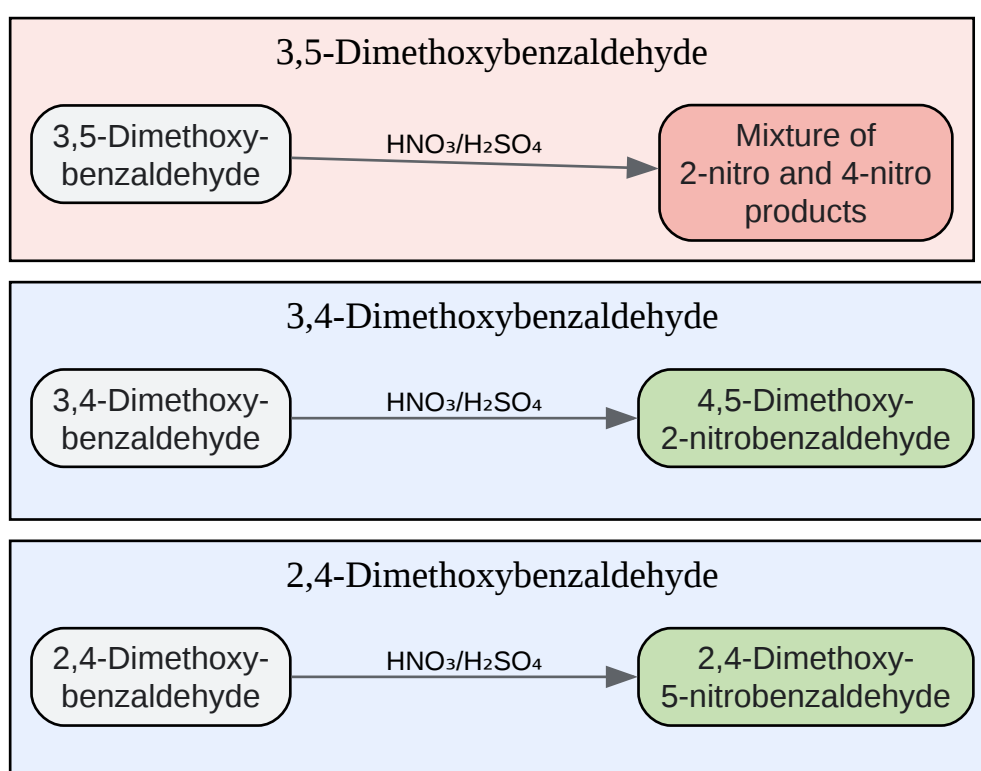 3,5-Dimethoxybenzaldehyde
3,5-Dimethoxy-
benzaldehyde
HNO₃/H₂SO₄
Mixture of
2-nitro and 4-nitro
products
3,4-Dimethoxybenzaldehyde
3,4-Dimethoxy-
benzaldehyde
HNO₃/H₂SO₄
4,5-Dimethoxy-
2-nitrobenzaldehyde
2,4-Dimethoxybenzaldehyde
2,4-Dimethoxy-
benzaldehyde
HNO₃/H₂SO₄
2,4-Dimethoxy-
5-nitrobenzaldehyde